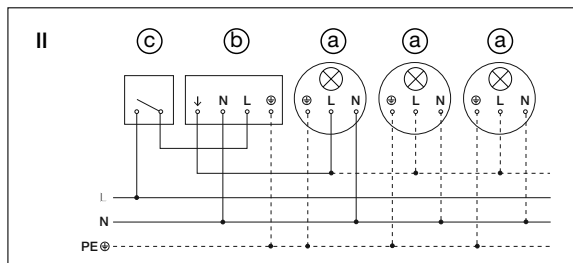 II
c b a a a
↓ N L ⏚ ⏚ L N ⏚ L N ⏚ L N
L
N
PE ⏚